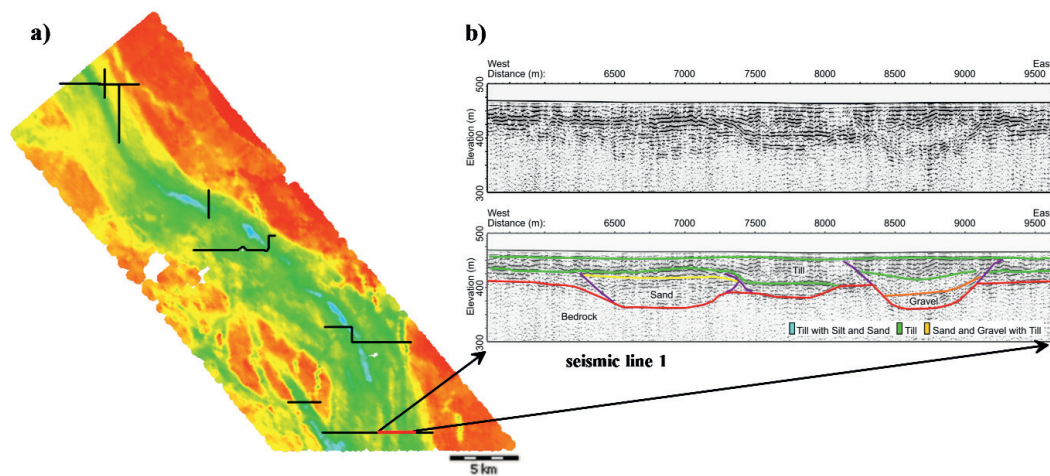 a)
5 km
b)
West
East
Distance (m):
6500 7000 7500 8000 8500 9000 9500
500
400
300
Elevation (m)
West
East
Distance (m):
6500 7000 7500 8000 8500 9000 9500
500
400
300
Elevation (m)
Till
Sand
Gravel
Bedrock
Till with Silt and Sand Till Sand and Gravel with Till
seismic line 1